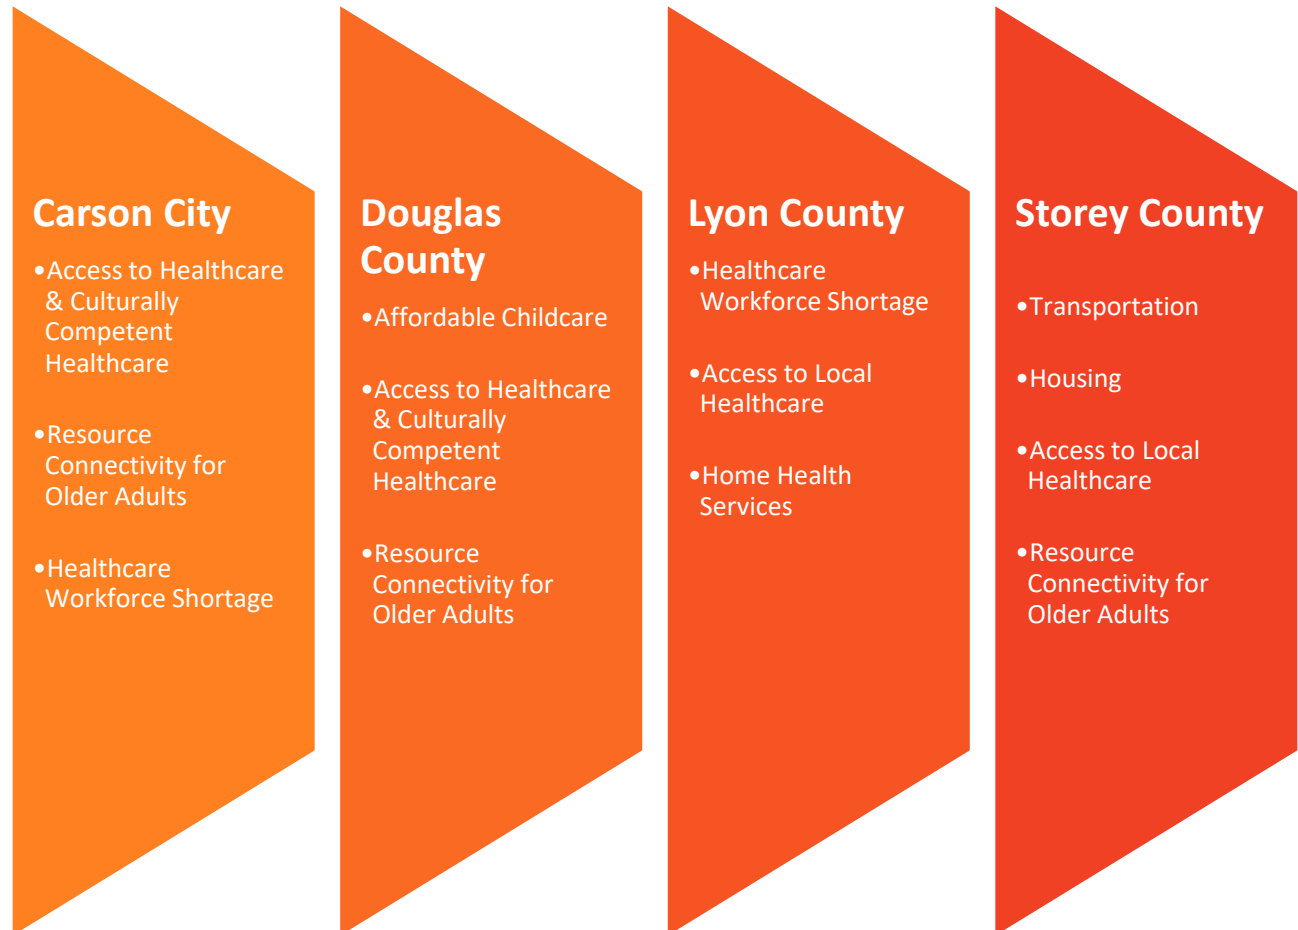 Carson City
•Access to Healthcare
& Culturally
Competent
Healthcare
•Resource
Connectivity for
Older Adults
•Healthcare
Workforce Shortage
Douglas
County
•Affordable Childcare
•Access to Healthcare
& Culturally
Competent
Healthcare
•Resource
Connectivity for
Older Adults
Lyon County
•Healthcare
Workforce Shortage
•Access to Local
Healthcare
•Home Health
Services
Storey County
•Transportation
•Housing
•Access to Local
Healthcare
•Resource
Connectivity for
Older Adults